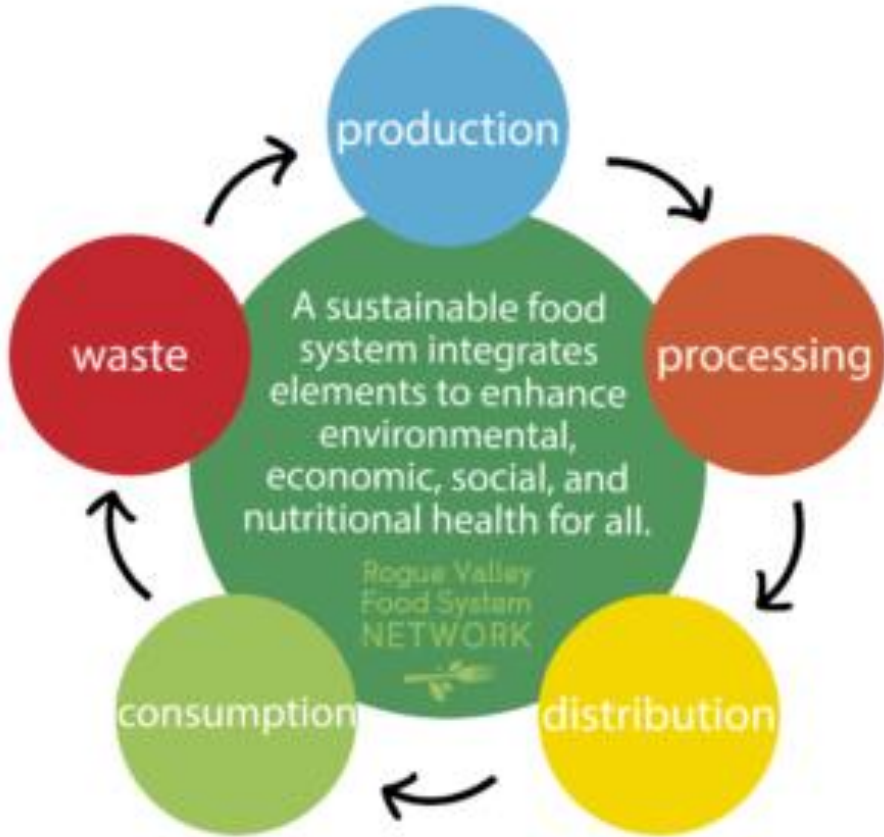 production
processing
distribution
consumption
waste
A sustainable food
system integrates
elements to enhance
environmental,
economic, social, and
nutritional health for all.
Rogue Valley
Food System
NETWORK